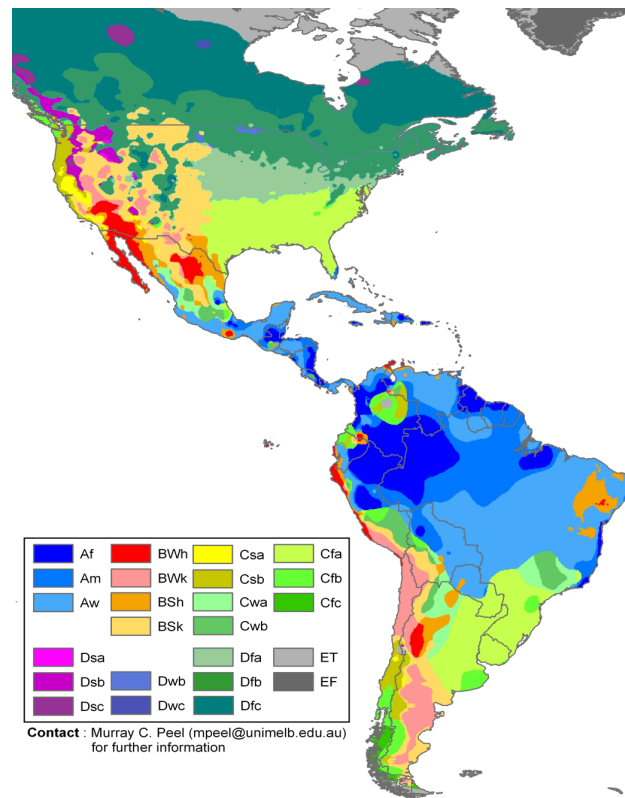 Af BWh Csa Cfa
Am BWk Csb Cfb
Aw BSh Cwa Cfc
BSk Cwb
Dsa Dfa ET
Dsb Dwb Dfb EF
Dsc Dwc Dfc
Contact : Murray C. Peel (mpeel@unimelb.edu.au)
for further information